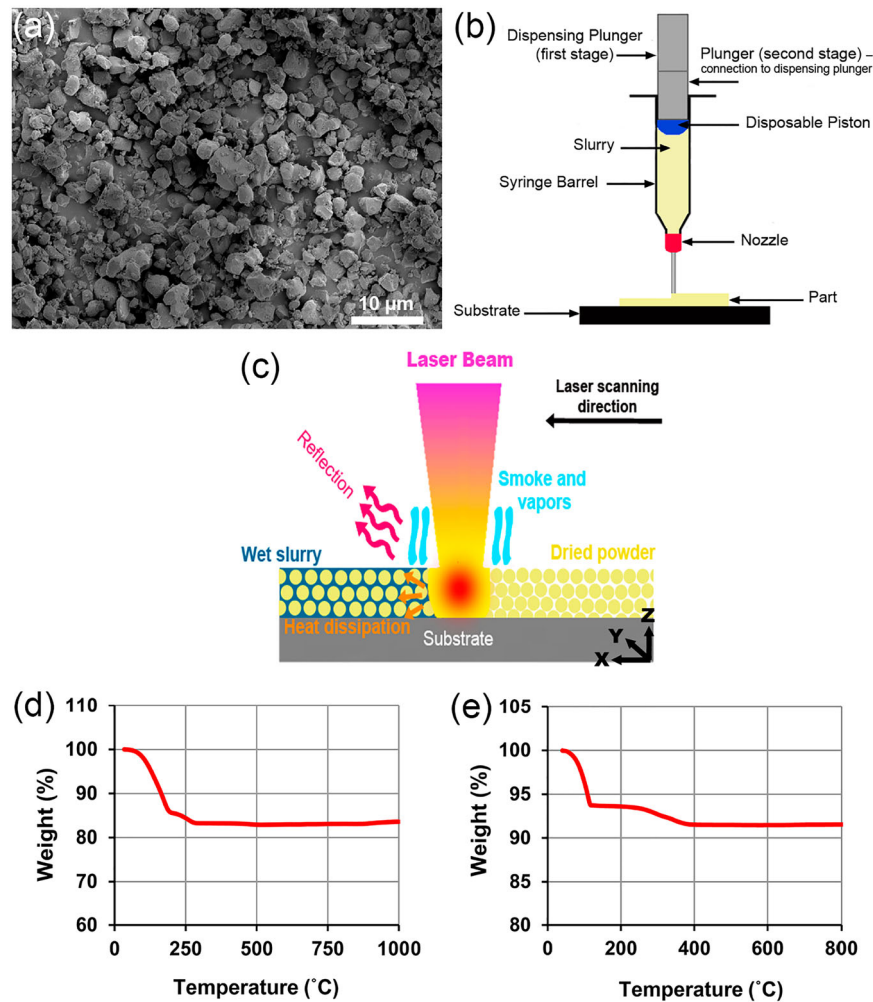 (a)
10 µm
(b)
Dispensing Plunger
(first stage)
Plunger (second stage) –
connection to dispensing plunger
Disposable Piston
Slurry
Syringe Barrel
Nozzle
Substrate
Part
(c)
Laser Beam
Laser scanning
direction
Reflection
Smoke and
vapors
Wet slurry
Dried powder
Heat dissipation
Substrate
Z
Y
X
(d)
110
100
90
80
70
60
Weight (%)
0 250 500 750 1000
Temperature (˚C)
(e)
105
100
95
90
85
80
Weight (%)
0 200 400 600 800
Temperature (˚C)